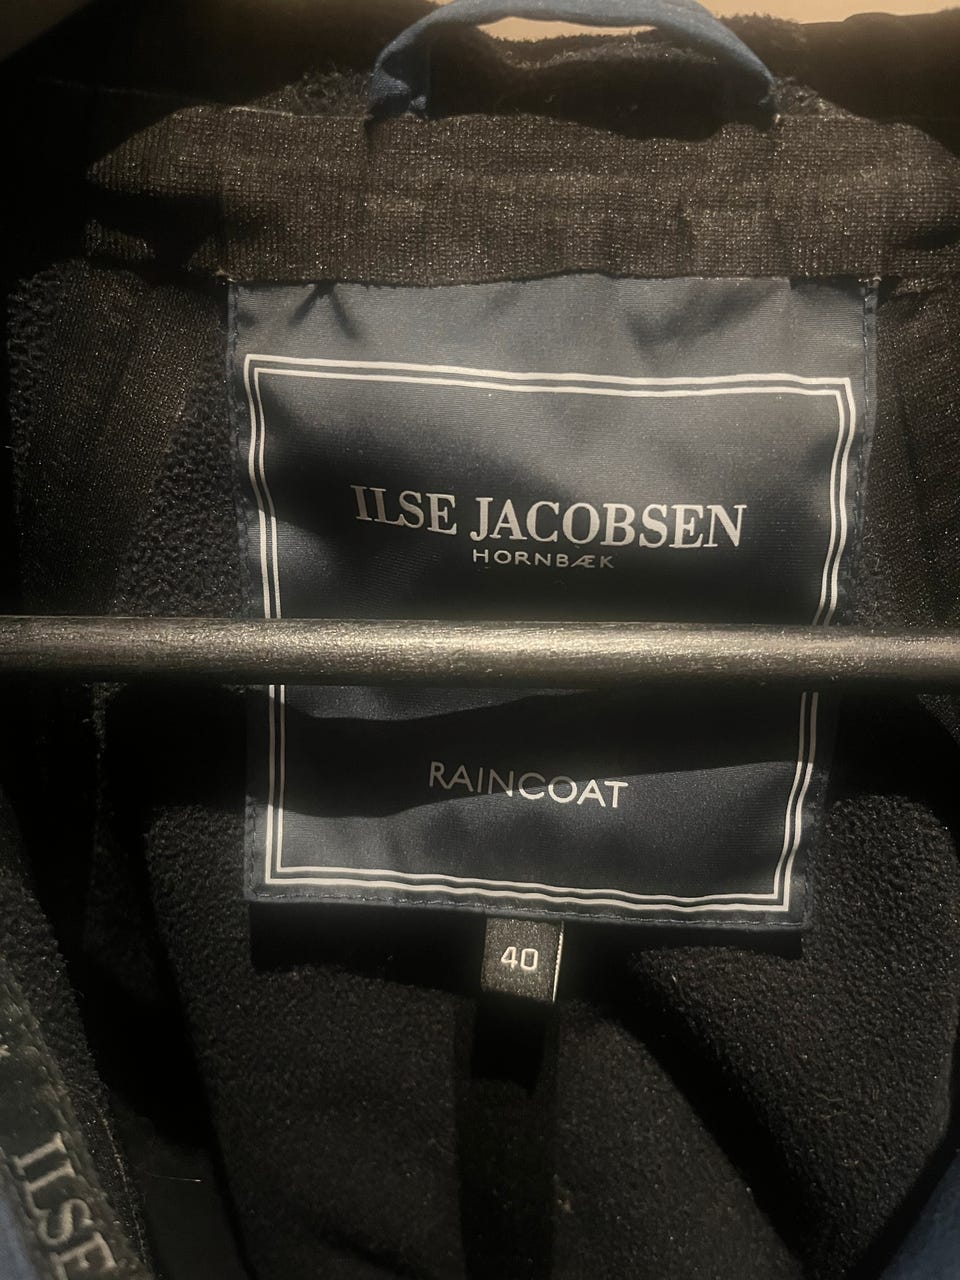 ILSE JACOBSEN
HORNBÆK
RAINCOAT
40
ILSE